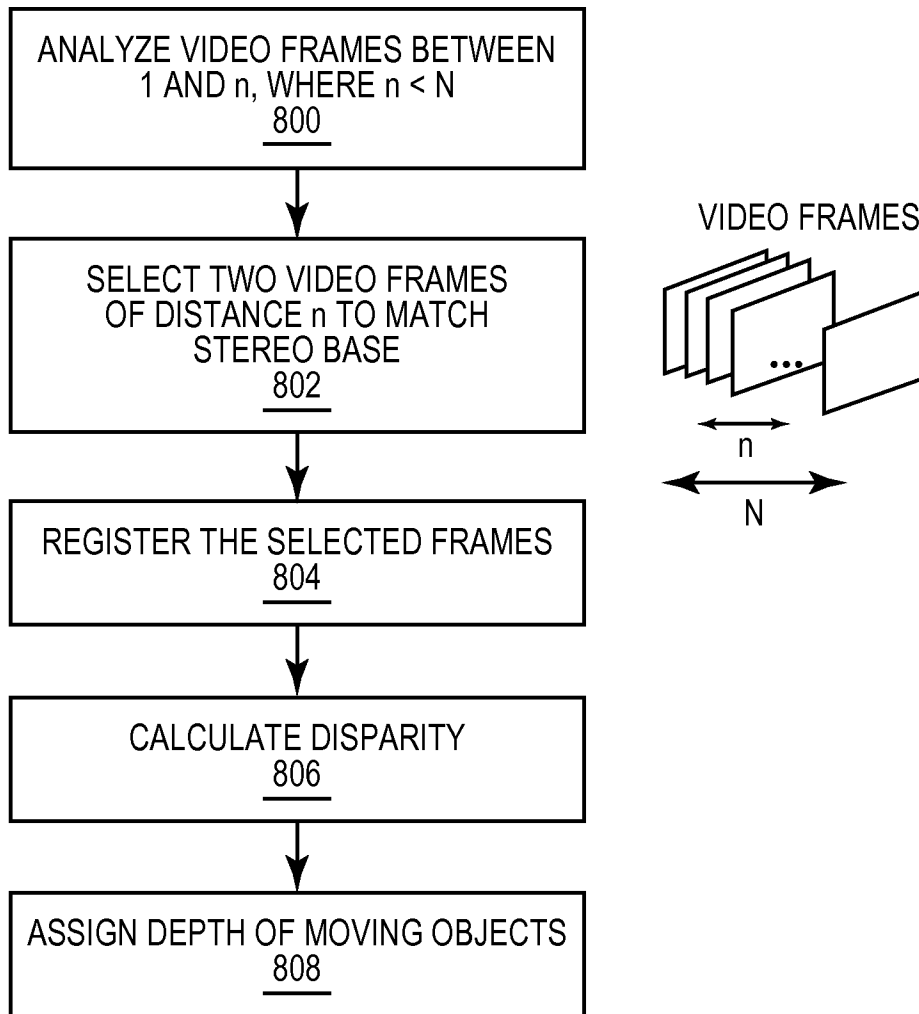 ANALYZE VIDEO FRAMES BETWEEN
1 AND n, WHERE n < N
800
SELECT TWO VIDEO FRAMES
OF DISTANCE n TO MATCH
STEREO BASE
802
REGISTER THE SELECTED FRAMES
804
CALCULATE DISPARITY
806
ASSIGN DEPTH OF MOVING OBJECTS
808
VIDEO FRAMES
...
n
N